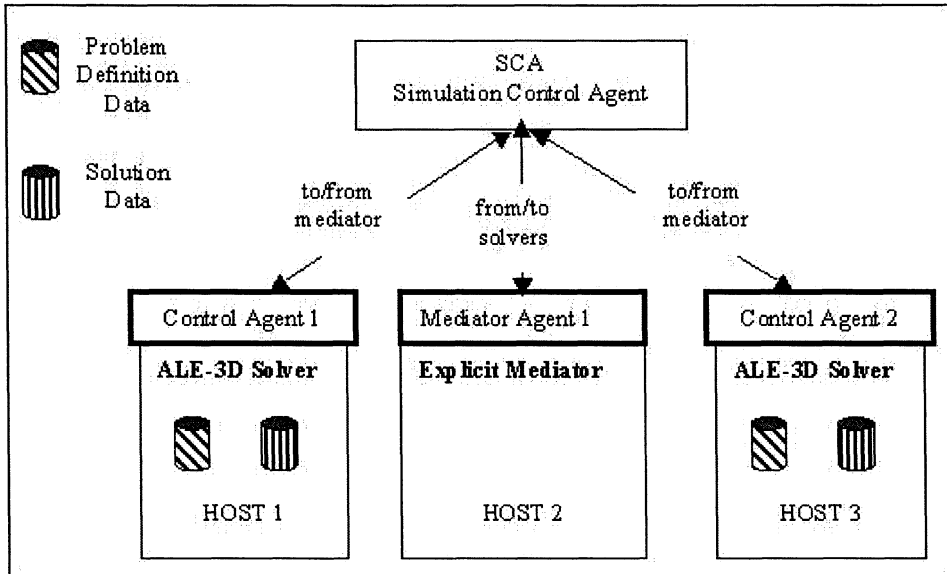 Problem
Definition
Data
Solution
Data
SCA
Simulation Control Agent
to/from
mediator
from/to
solvers
to/from
mediator
Control Agent 1
Mediator Agent 1
Control Agent 2
ALE-3D Solver
Explicit Mediator
ALE-3D Solver
HOST 1
HOST 2
HOST 3